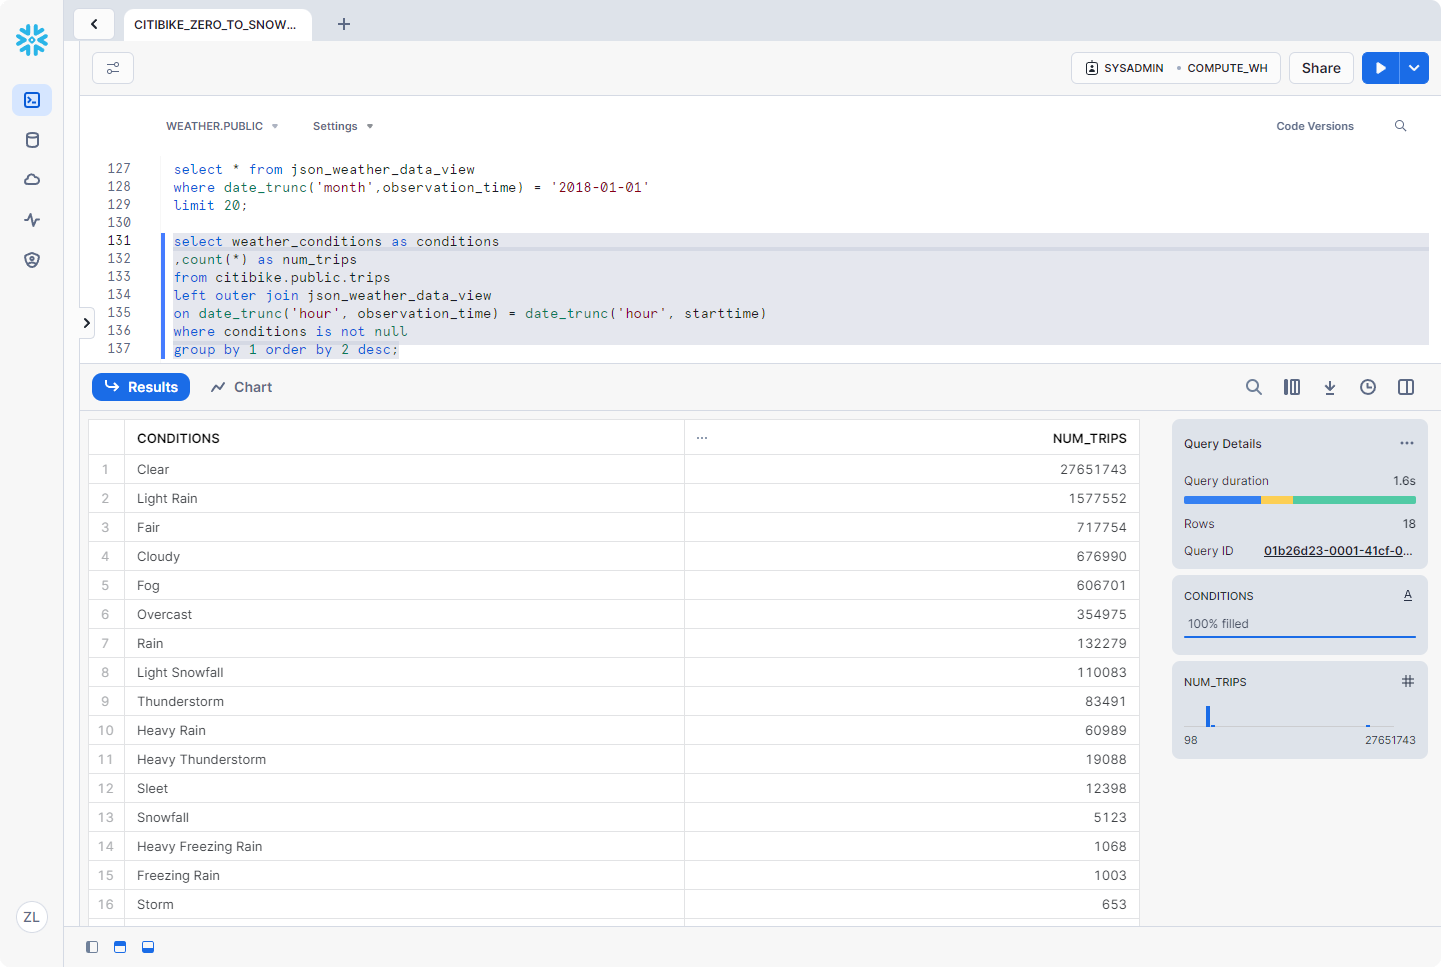 CITIBIKE_ZERO_TO_SNOW...
SYSADMIN • COMPUTE_WH
Share
WEATHER.PUBLIC
Settings
Code Versions
127 select * from json_weather_data_view
128 where date_trunc('month',observation_time) = '2018-01-01'
129 limit 20;
130
131 select weather_conditions as conditions
132 ,count(*) as num_trips
133 from citibike.public.trips
134 left outer join json_weather_data_view
135 on date_trunc('hour', observation_time) = date_trunc('hour', starttime)
136 where conditions is not null
137 group by 1 order by 2 desc;
Results
Chart
CONDITIONS ... NUM_TRIPS
1 Clear 27651743
2 Light Rain 1577552
3 Fair 717754
4 Cloudy 676990
5 Fog 606701
6 Overcast 354975
7 Rain 132279
8 Light Snowfall 110083
9 Thunderstorm 83491
10 Heavy Rain 60989
11 Heavy Thunderstorm 19088
12 Sleet 12398
13 Snowfall 5123
14 Heavy Freezing Rain 1068
15 Freezing Rain 1003
16 Storm 653
Query Details ...
Query duration 1.6s
Rows 18
Query ID 01b26d23-0001-41cf-0...
CONDITIONS A
100% filled
NUM_TRIPS #
98 27651743
ZL